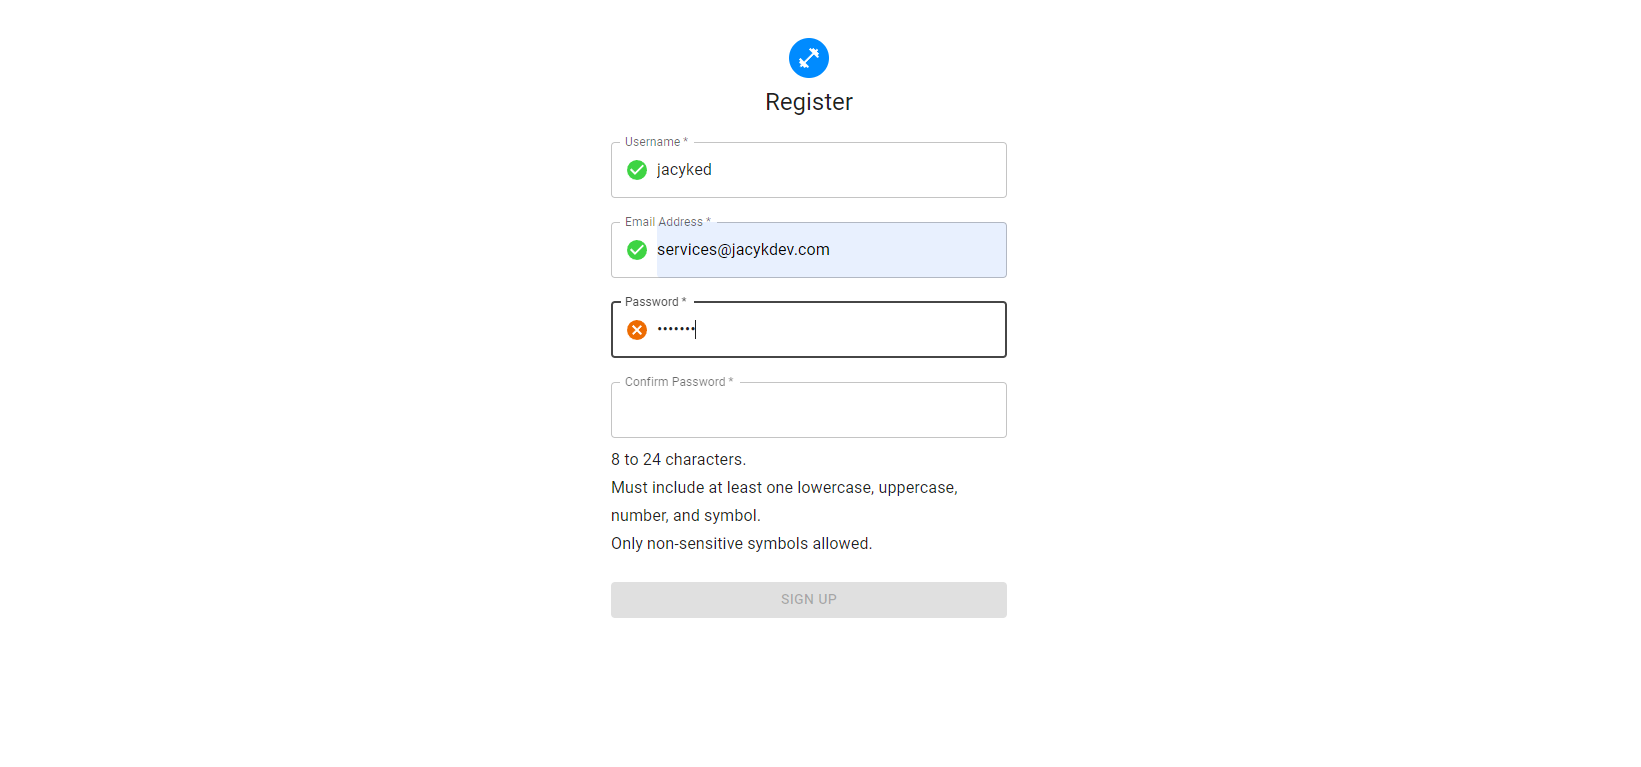 Register
Username *
jacyked
Email Address *
services@jacykdev.com
Password *
•••••••
Confirm Password *
8 to 24 characters.
Must include at least one lowercase, uppercase,
number, and symbol.
Only non-sensitive symbols allowed.
SIGN UP